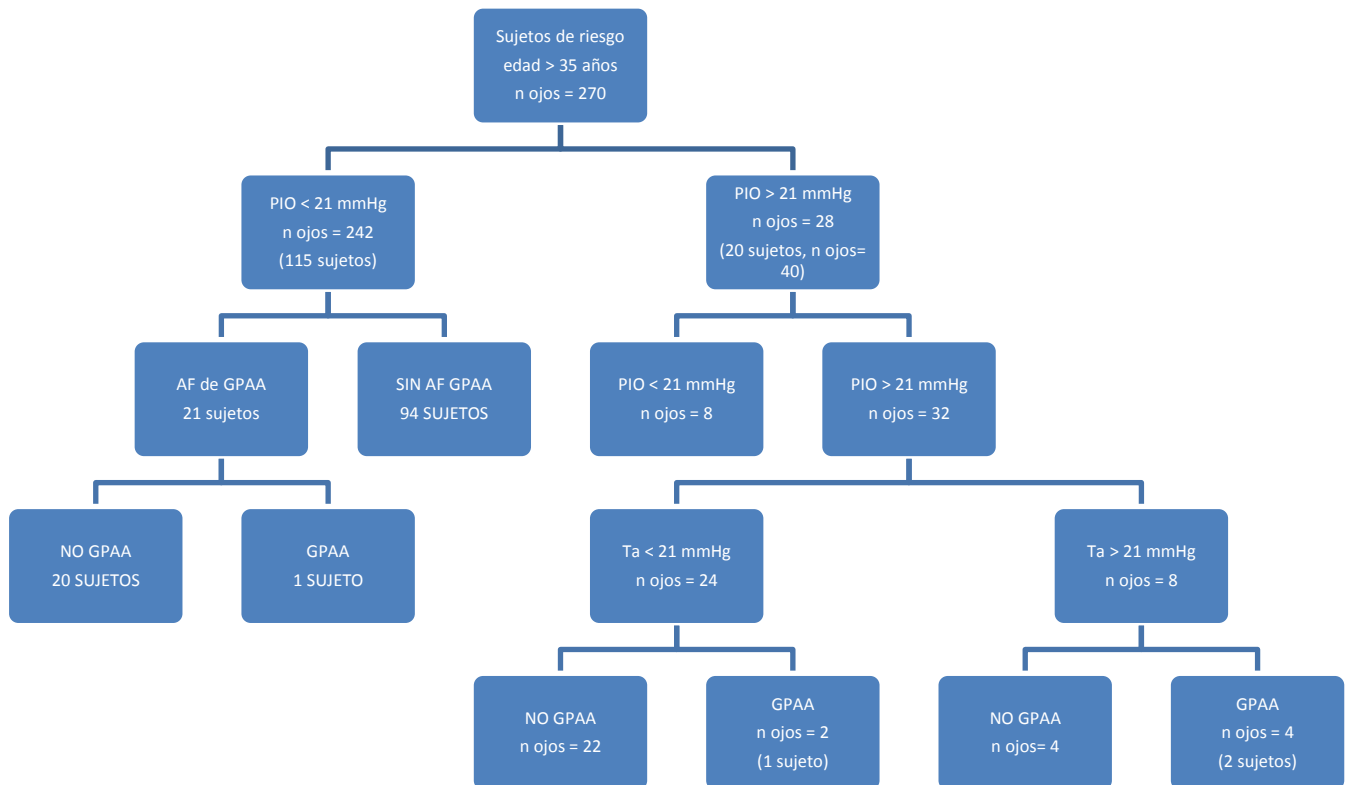 Sujetos de riesgo
edad > 35 años
n ojos = 270
PIO < 21 mmHg
n ojos = 242
(115 sujetos)
PIO > 21 mmHg
n ojos = 28
(20 sujetos, n ojos=
40)
AF de GPAA
21 sujetos
SIN AF GPAA
94 SUJETOS
PIO < 21 mmHg
n ojos = 8
PIO > 21 mmHg
n ojos = 32
NO GPAA
20 SUJETOS
GPAA
1 SUJETO
Ta < 21 mmHg
n ojos = 24
Ta > 21 mmHg
n ojos = 8
NO GPAA
n ojos = 22
GPAA
n ojos = 2
(1 sujeto)
NO GPAA
n ojos= 4
GPAA
n ojos = 4
(2 sujetos)